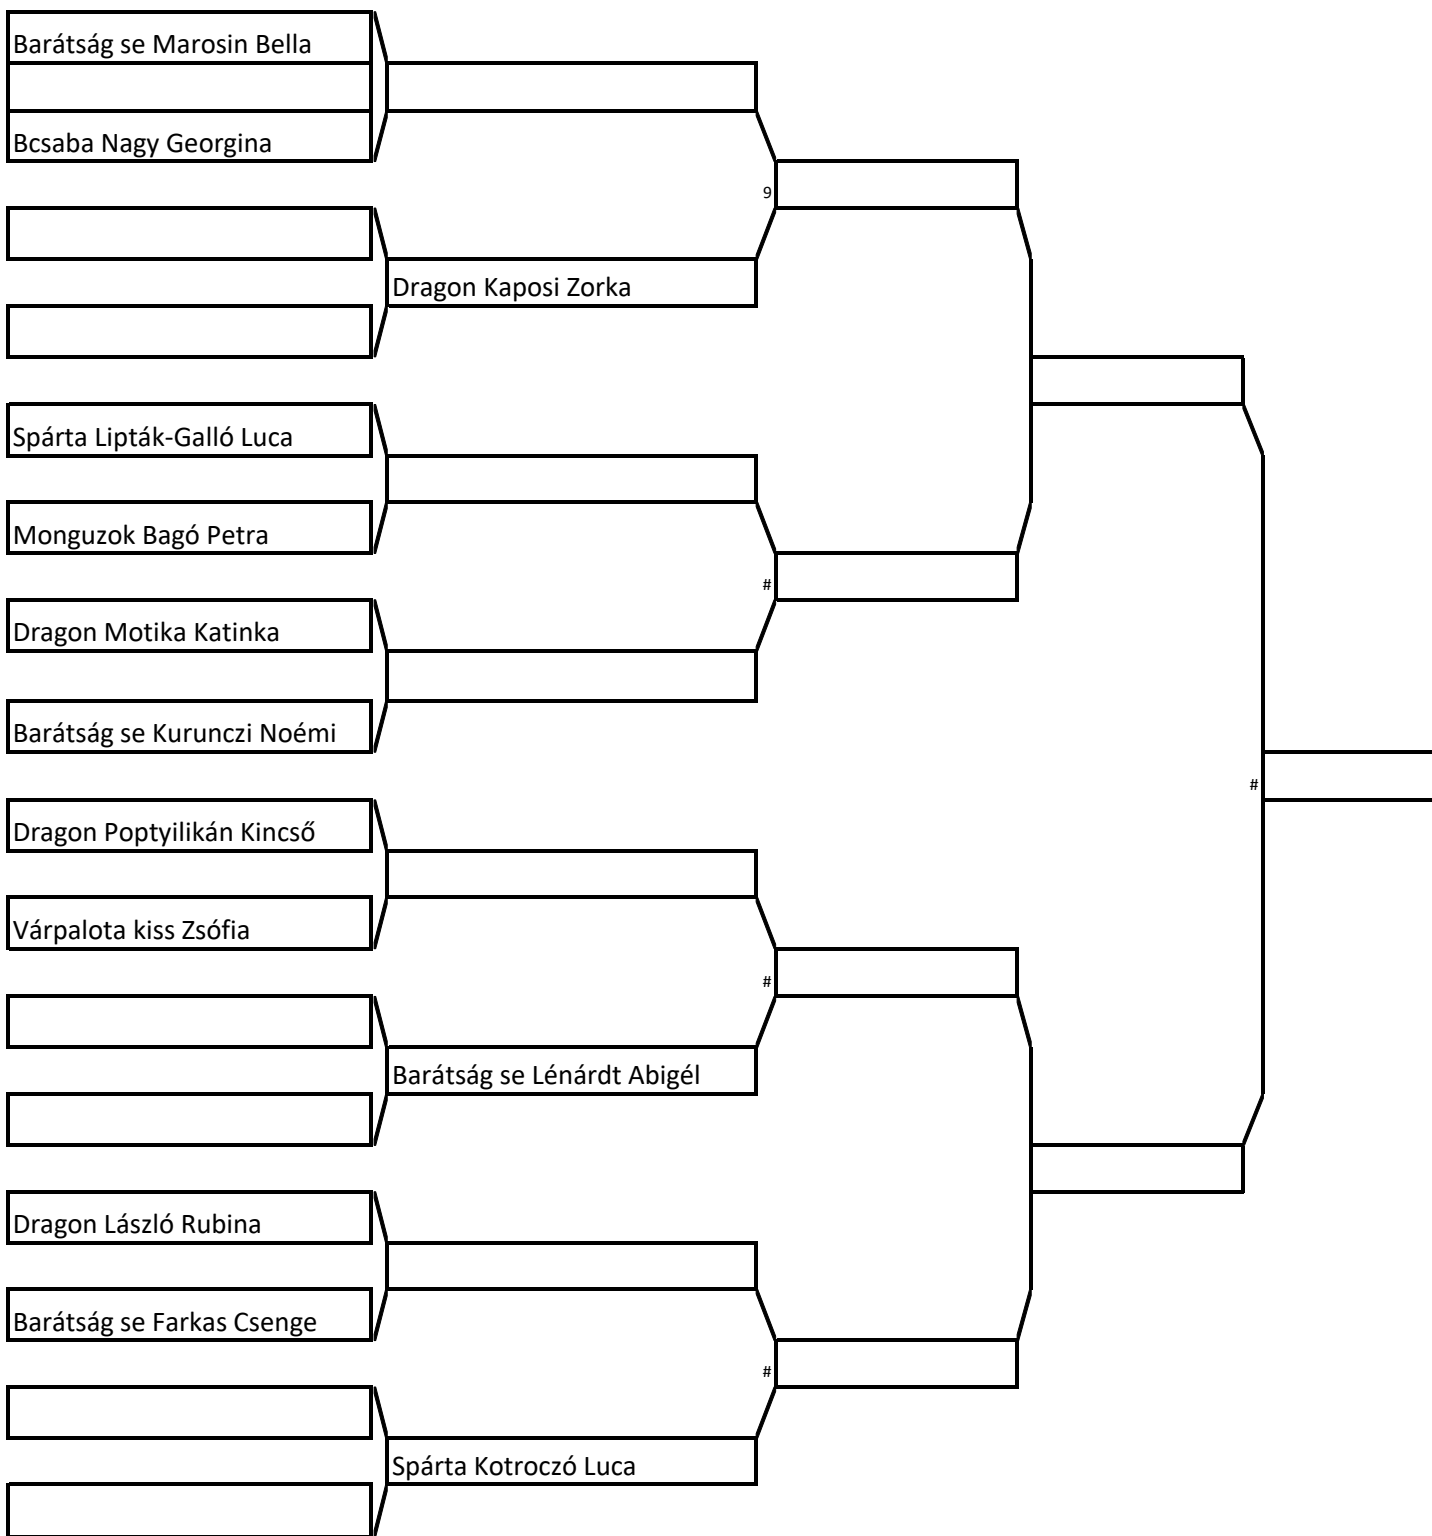 Barátság se Marosin Bella
Bcsaba Nagy Georgina
9
Dragon Kaposi Zorka
Spárta Lipták-Galló Luca
Monguzok Bagó Petra
#
Dragon Motika Katinka
Barátság se Kurunczi Noémi
#
Dragon Poptyilikán Kincső
Várpalota kiss Zsófia
#
Barátság se Lénárdt Abigél
Dragon László Rubina
Barátság se Farkas Csenge
#
Spárta Kotroczó Luca